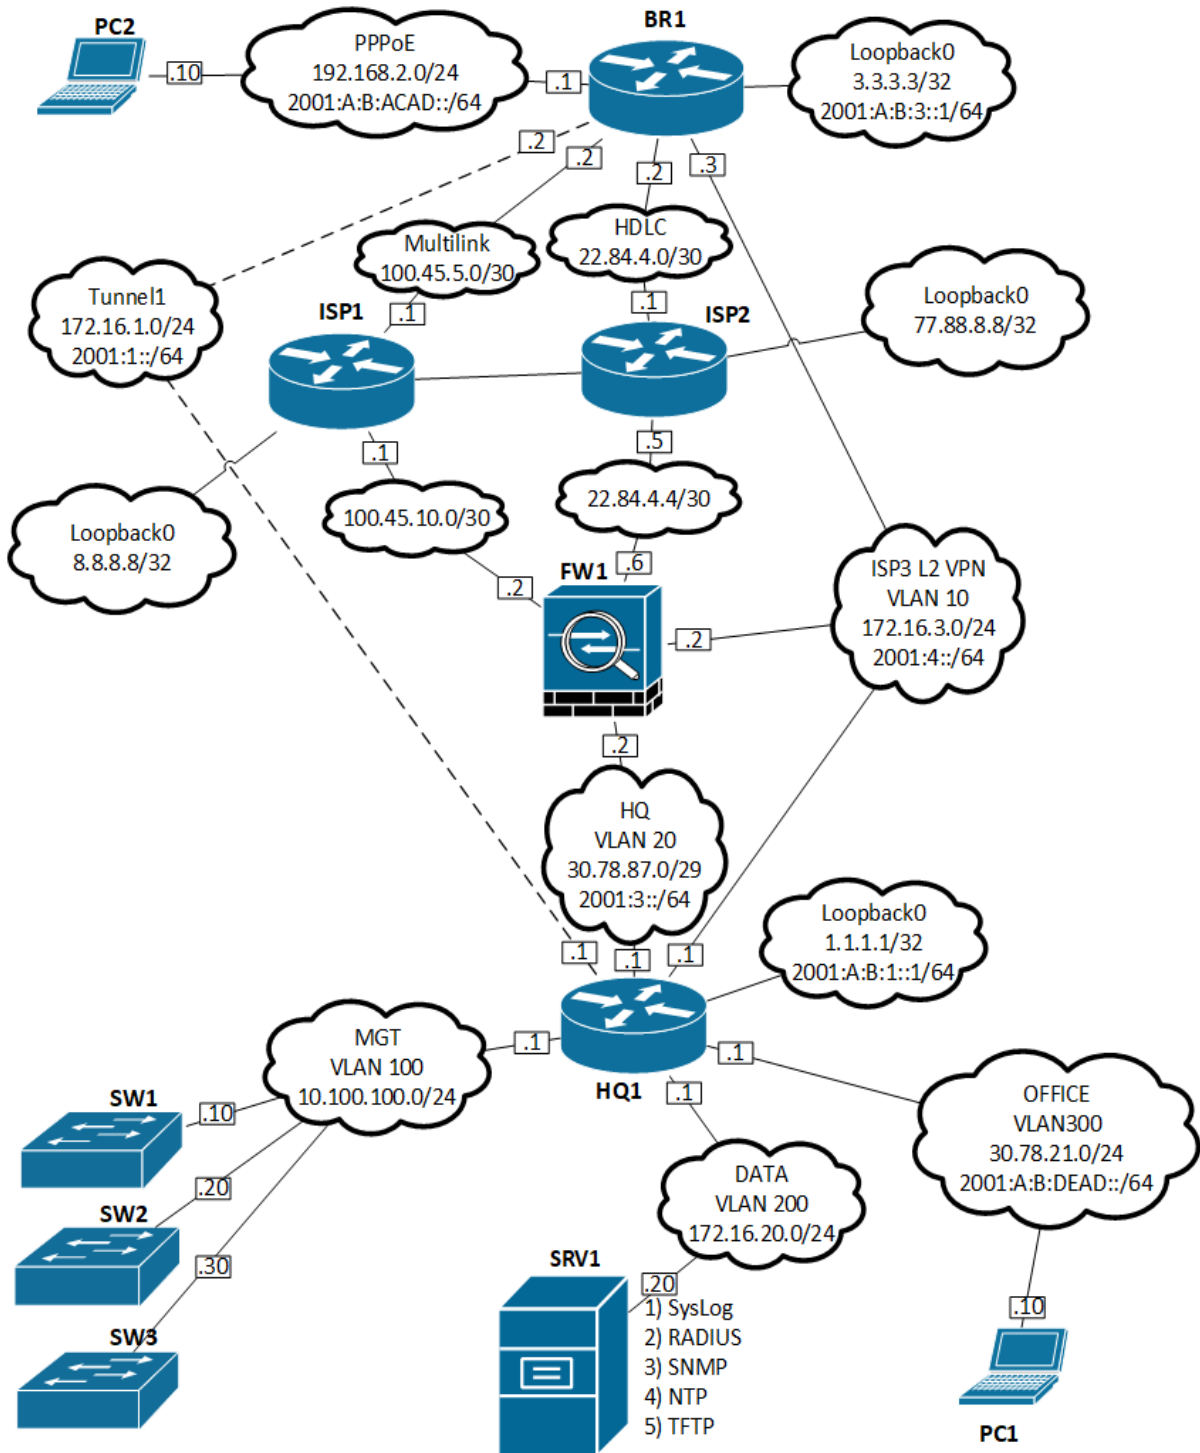 PC2
BR1
PPPoE
192.168.2.0/24
2001:A:B:ACAD::/64
.10
.1
Loopback0
3.3.3.3/32
2001:A:B:3::1/64
.2
.2
.2
.3
Multilink
100.45.5.0/30
HDLC
22.84.4.0/30
Tunnel1
172.16.1.0/24
2001:1::/64
.1
.1
ISP1
ISP2
Loopback0
77.88.8.8/32
.1
.5
100.45.10.0/30
22.84.4.4/30
Loopback0
8.8.8.8/32
.2
.6
FW1
.2
ISP3 L2 VPN
VLAN 10
172.16.3.0/24
2001:4::/64
.2
HQ
VLAN 20
30.78.87.0/29
2001:3::/64
.1
.1
.1
Loopback0
1.1.1.1/32
2001:A:B:1::1/64
MGT
VLAN 100
10.100.100.0/24
.1
.1
HQ1
.1
OFFICE
VLAN300
30.78.21.0/24
2001:A:B:DEAD::/64
SW1
.10
SW2
.20
SW3
.30
DATA
VLAN 200
172.16.20.0/24
SRV1
.20
1) SysLog
2) RADIUS
3) SNMP
4) NTP
5) TFTP
.10
PC1